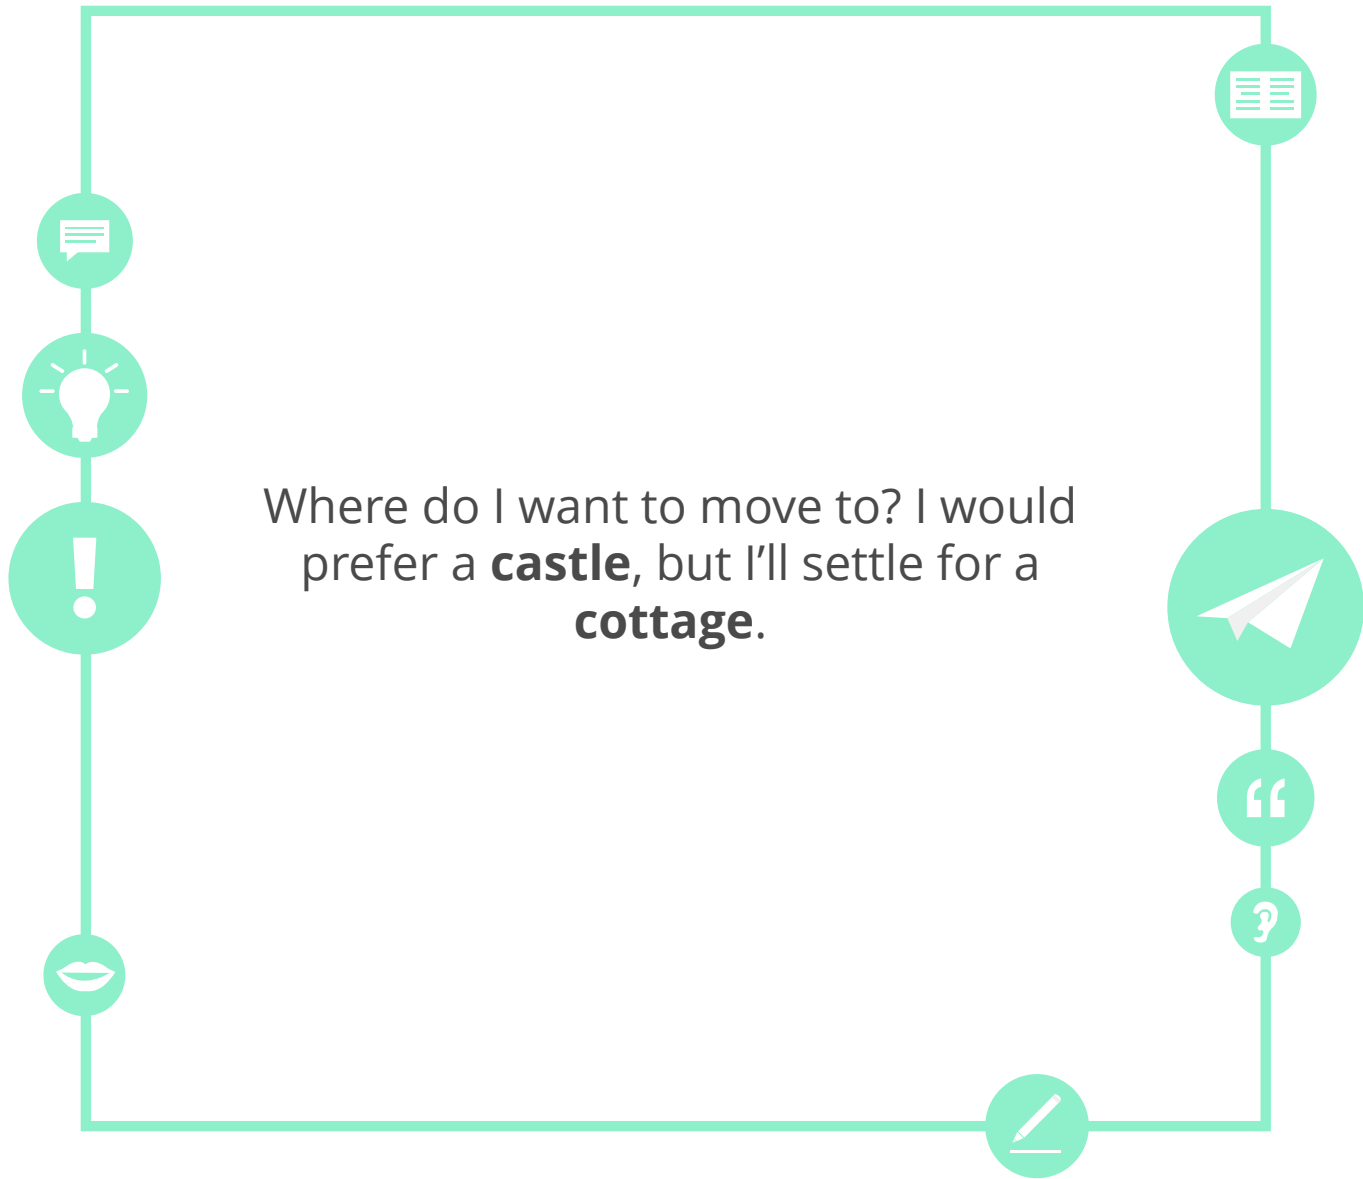 Where do I want to move to? I would
prefer a castle, but I’ll settle for a
cottage.